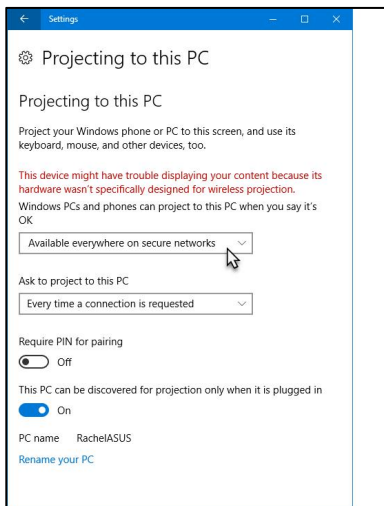 Settings
Projecting to this PC
Projecting to this PC
Project your Windows phone or PC to this screen, and use its
keyboard, mouse, and other devices, too.
This device might have trouble displaying your content because its
hardware wasn't specifically designed for wireless projection.
Windows PCs and phones can project to this PC when you say it's
OK
Available everywhere on secure networks
Ask to project to this PC
Every time a connection is requested
Require PIN for pairing
Off
This PC can be discovered for projection only when it is plugged in
On
PC name RachelASUS
Rename your PC